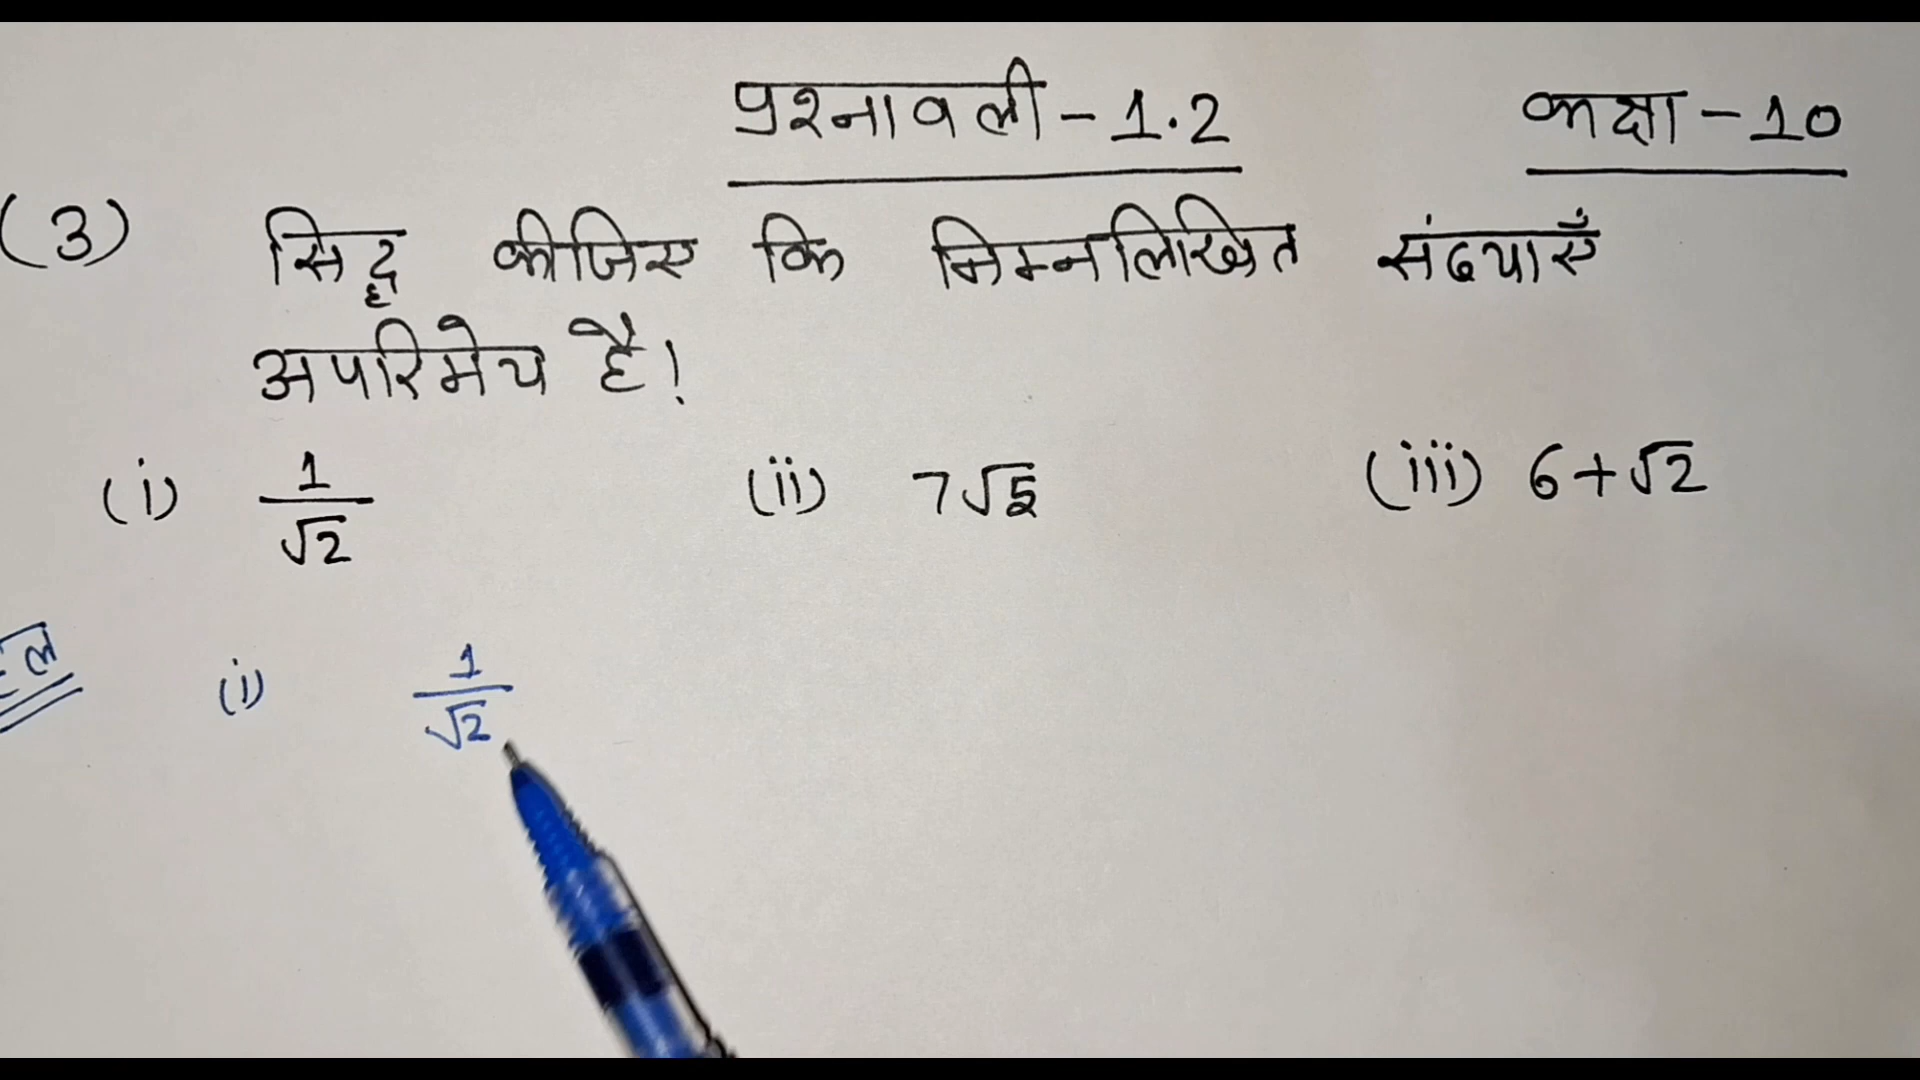 प्रश्नावली - 1.2 कक्षा - 10
(3) सिद्ध कीजिए कि निम्नलिखित संख्याएँ
अपरिमेय है!
(i) 1/√2 (ii) 7√5 (iii) 6+√2
हल (i) 1/√2